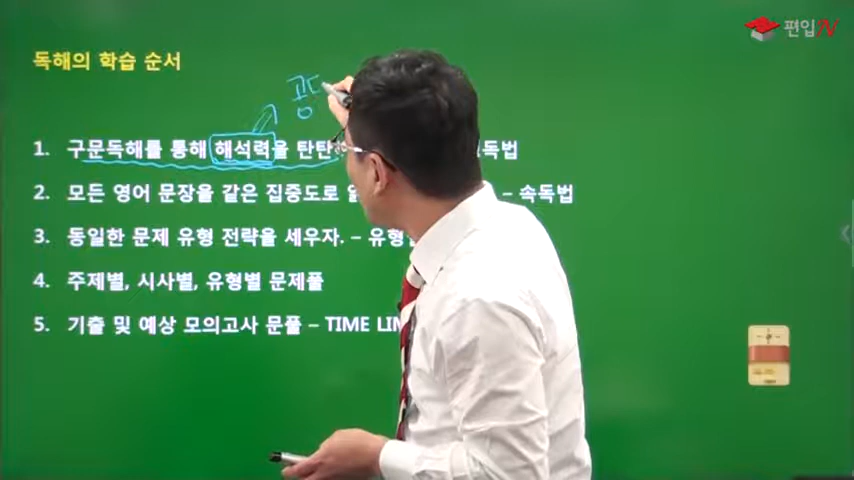 편입N
독해의 학습 순서
공
1. 구문독해를 통해 해석력을 탄탄 독법
2. 모든 영어 문장을 같은 집중도로 – 속독법
3. 동일한 문제 유형 전략을 세우자. – 유형
4. 주제별, 시사별, 유형별 문제풀
5. 기출 및 예상 모의고사 문풀 – TIME LIN